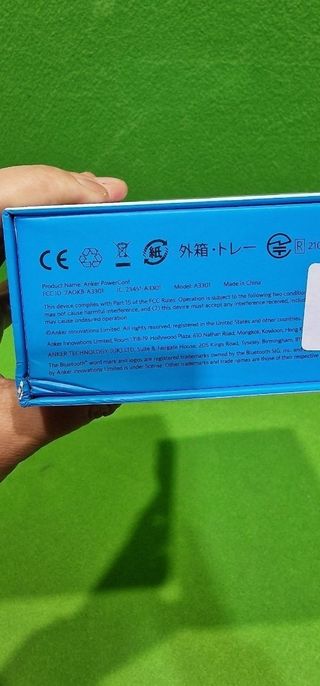 CE 紙 外箱・トレー R 210
Product Name: Anker PowerConf
FCC ID: 2AOKB-A3301 IC: 23451-A3301 Model: A3301 Made in China
This device complies with Part 15 of the FCC Rules. Operation is subject to the following two condition
may not cause harmful interference, and (2) this device must accept any interference received, includin
may cause undesired operation.
©Anker Innovations Limited. All rights reserved, registered in the United States and other countries.
Anker Innovations Limited, Room 1318-19, Hollywood Plaza, 610 Nathan Road, Mongkok, Kowloon, Hong K
ANKER TECHNOLOGY (UK) LTD, Suite B, Fairgate House, 205 Kings Road, Tyseley, Birmingham,
The Bluetooth® word mark and logos are registered trademarks owned by the Bluetooth SIG, Inc. and
by Anker Innovations Limited is under license. Other trademarks and trade names are those of their respective